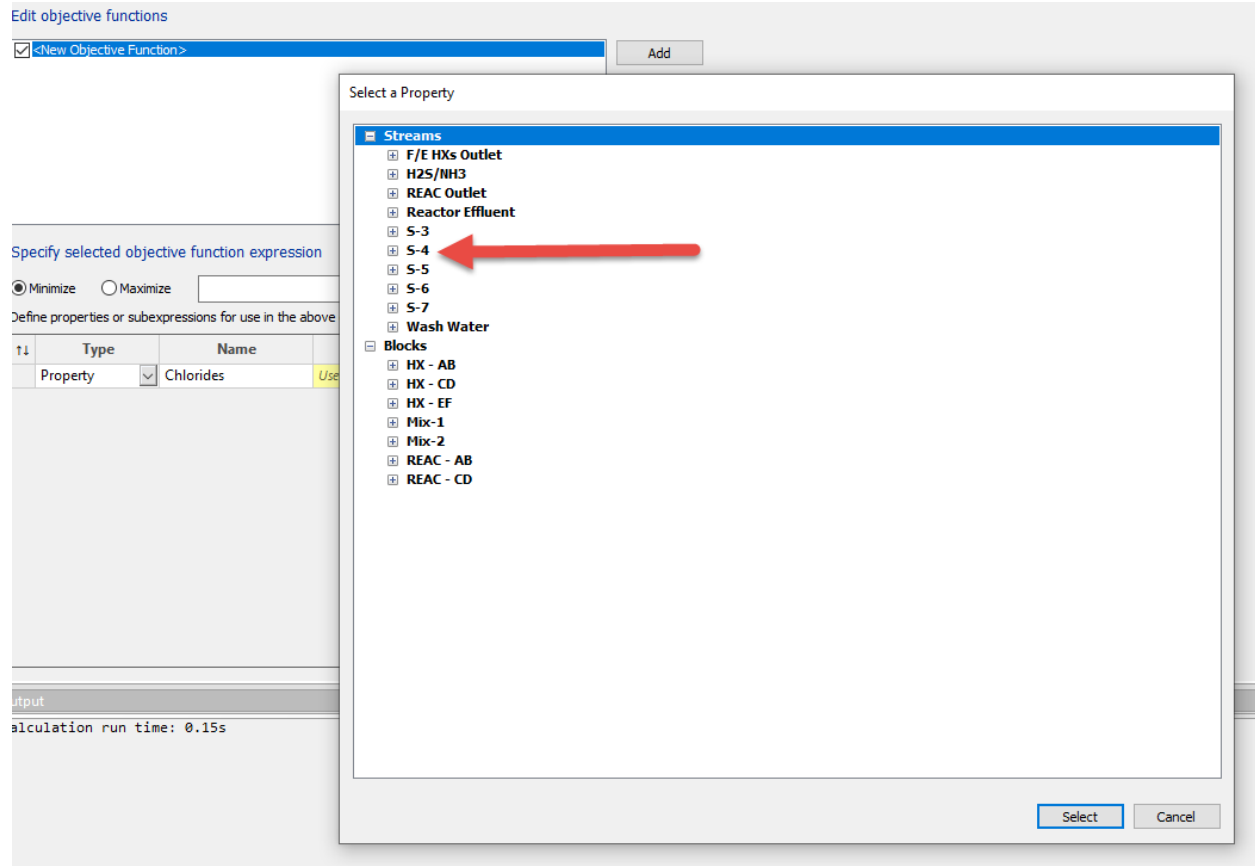 Edit objective functions
<New Objective Function>
Add
Select a Property
Streams
F/E HXs Outlet
H2S/NH3
REAC Outlet
Reactor Effluent
S-3
S-4
S-5
S-6
S-7
Wash Water
Blocks
HX - AB
HX - CD
HX - EF
Mix-1
Mix-2
REAC - AB
REAC - CD
Select
Cancel
Specify selected objective function expression
Minimize
Maximize
Define properties or subexpressions for use in the above
↑↓ Type Name
Property Chlorides Use
utput
alculation run time: 0.15s